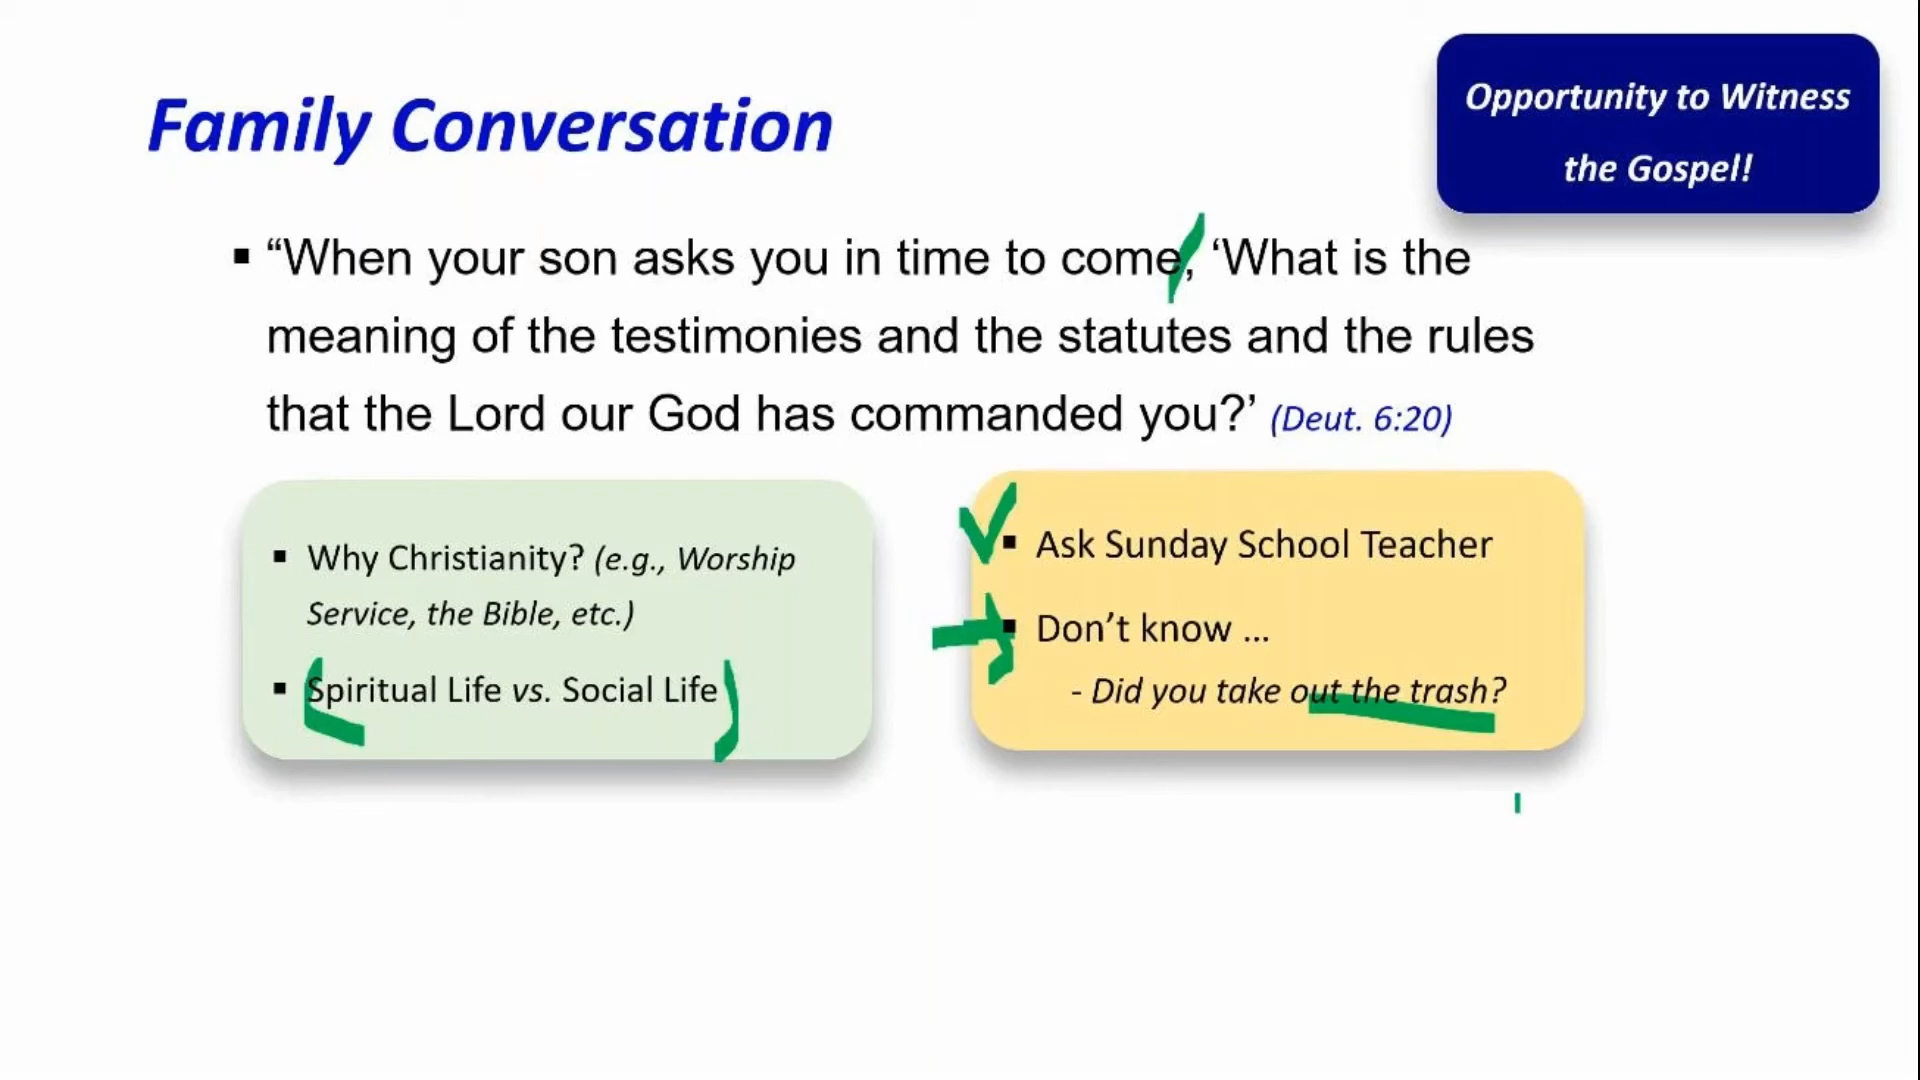 Family Conversation
Opportunity to Witness
the Gospel!
▪ “When your son asks you in time to come, ‘What is the
meaning of the testimonies and the statutes and the rules
that the Lord our God has commanded you?’ (Deut. 6:20)
▪ Why Christianity? (e.g., Worship
Service, the Bible, etc.)
▪ Spiritual Life vs. Social Life
▪ Ask Sunday School Teacher
▪ Don’t know ...
- Did you take out the trash?